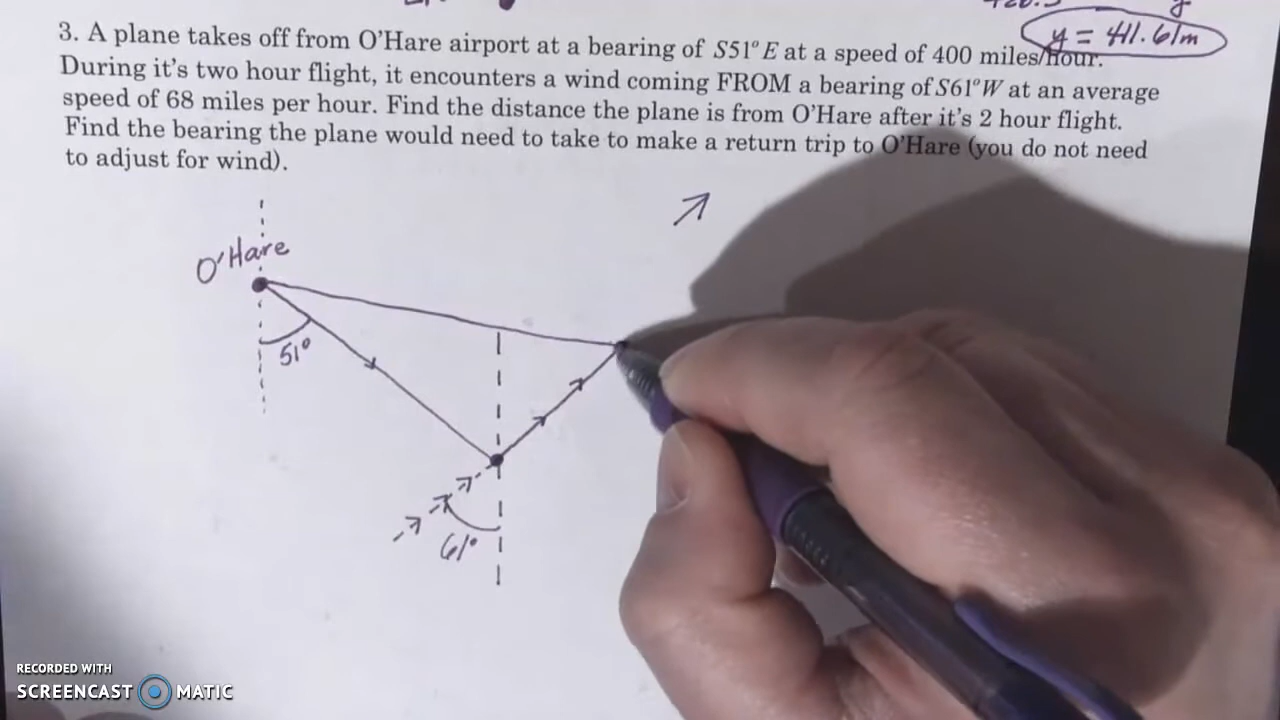 y = 411.61m
3. A plane takes off from O'Hare airport at a bearing of S51° E at a speed of 400 miles/hour.
During it's two hour flight, it encounters a wind coming FROM a bearing of S61°W at an average
speed of 68 miles per hour. Find the distance the plane is from O'Hare after it's 2 hour flight.
Find the bearing the plane would need to take to make a return trip to O'Hare (you do not need
to adjust for wind).
O'Hare
51°
61°
RECORDED WITH
SCREENCAST MATIC